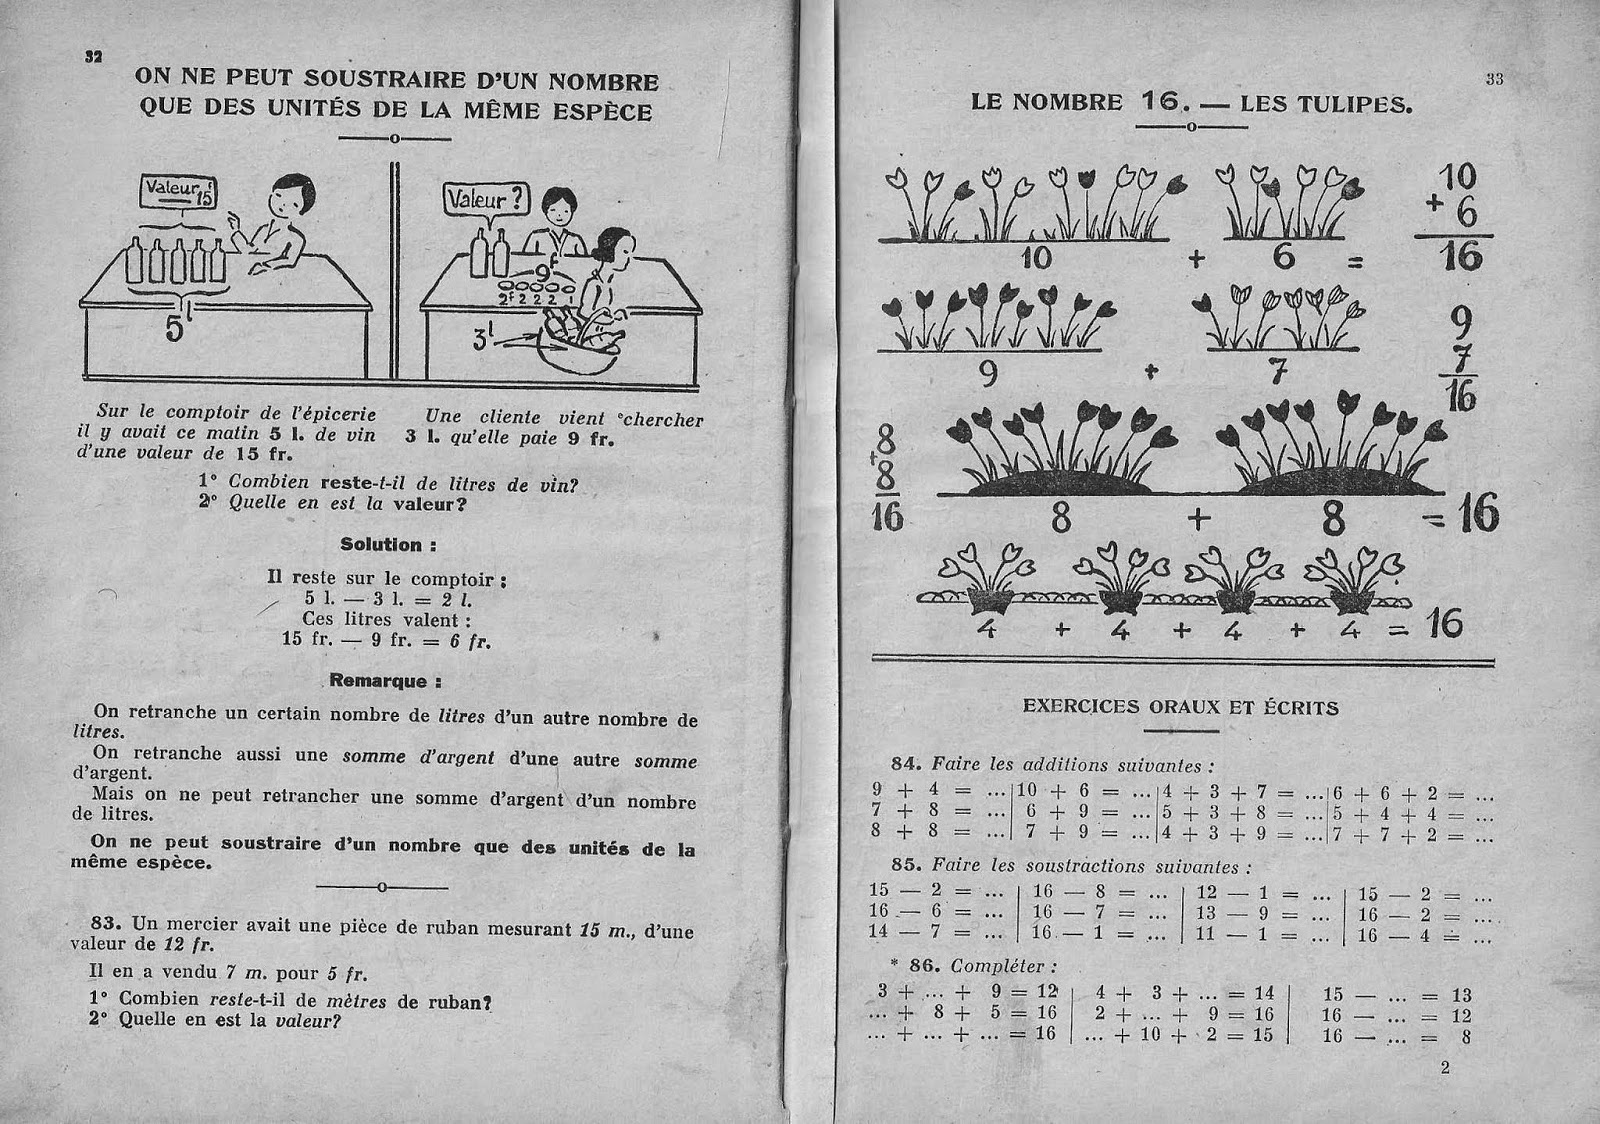 32
ON NE PEUT SOUSTRAIRE D'UN NOMBRE
QUE DES UNITÉS DE LA MÊME ESPÈCE
Valeur
15f
5l
Valeur ?
9f
2f 2 2 2 1
3l
Sur le comptoir de l'épicerie
il y avait ce matin 5 l. de vin
d'une valeur de 15 fr.
Une cliente vient chercher
3 l. qu'elle paie 9 fr.
1° Combien reste-t-il de litres de vin?
2° Quelle en est la valeur?
Solution :
Il reste sur le comptoir :
5 l. — 3 l. = 2 l.
Ces litres valent :
15 fr. — 9 fr. = 6 fr.
Remarque :
On retranche un certain nombre de litres d'un autre nombre de
litres.
On retranche aussi une somme d'argent d'une autre somme
d'argent.
Mais on ne peut retrancher une somme d'argent d'un nombre
de litres.
On ne peut soustraire d'un nombre que des unités de la
même espèce.
83. Un mercier avait une pièce de ruban mesurant 15 m., d'une
valeur de 12 fr.
Il en a vendu 7 m. pour 5 fr.
1° Combien reste-t-il de mètres de ruban?
2° Quelle en est la valeur?
33
LE NOMBRE 16. — LES TULIPES.
10 + 6 =
10
+ 6
16
9 + 7
9
7
16
8
+8
16
8 + 8 = 16
4 + 4 + 4 + 4 = 16
EXERCICES ORAUX ET ÉCRITS
84. Faire les additions suivantes :
9 + 4 = ... | 10 + 6 = ... | 4 + 3 + 7 = ... | 6 + 6 + 2 = ...
7 + 8 = ... | 6 + 9 = ... | 5 + 3 + 8 = ... | 5 + 4 + 4 = ...
8 + 8 = ... | 7 + 9 = ... | 4 + 3 + 9 = ... | 7 + 7 + 2 = ...
85. Faire les soustractions suivantes :
15 — 2 = ... | 16 — 8 = ... | 12 — 1 = ... | 15 — 2 = ...
16 — 6 = ... | 16 — 7 = ... | 13 — 9 = ... | 16 — 2 = ...
14 — 7 = ... | 16 — 1 = ... | 11 — 1 = ... | 16 — 4 = ...
* 86. Compléter :
3 + ... + 9 = 12 | 4 + 3 + ... = 14 | 15 — ... = 13
... + 8 + 5 = 16 | 2 + ... + 9 = 16 | 16 — ... = 12
... + ... + ... = 16 | ... + 10 + 2 = 15 | 16 — ... = 8
2